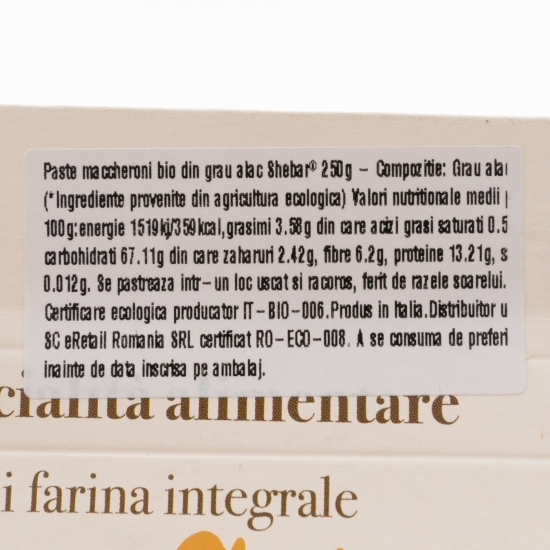 Paste maccheroni bio din grau alac Shebar® 250g – Compozitie: Grau alac
(*Ingrediente provenite din agricultura ecologica) Valori nutritionale medii
100g:energie 1519kj/359kcal,grasimi 3.58g din care acizi grasi saturati 0.5
carbohidrati 67.11g din care zaharuri 2.42g, fibre 6.2g, proteine 13.21g, s
0.012g. Se pastreaza intr-un loc uscat si racoros, ferit de razele soarelui.
Certificare ecologica producator IT-BIO-006.Produs in Italia.Distribuitor u
SC eRetail Romania SRL certificat RO-ECO-008. A se consuma de preferi
inainte de data inscrisa pe ambalaj.
cialità alimentare
i farina integrale